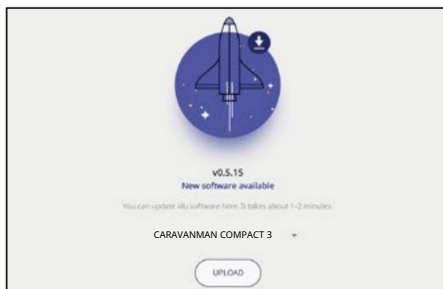 v0.5.15
New software available
You can update idu software here. It takes about 1-2 minutes.
CARAVANMAN COMPACT 3
UPLOAD